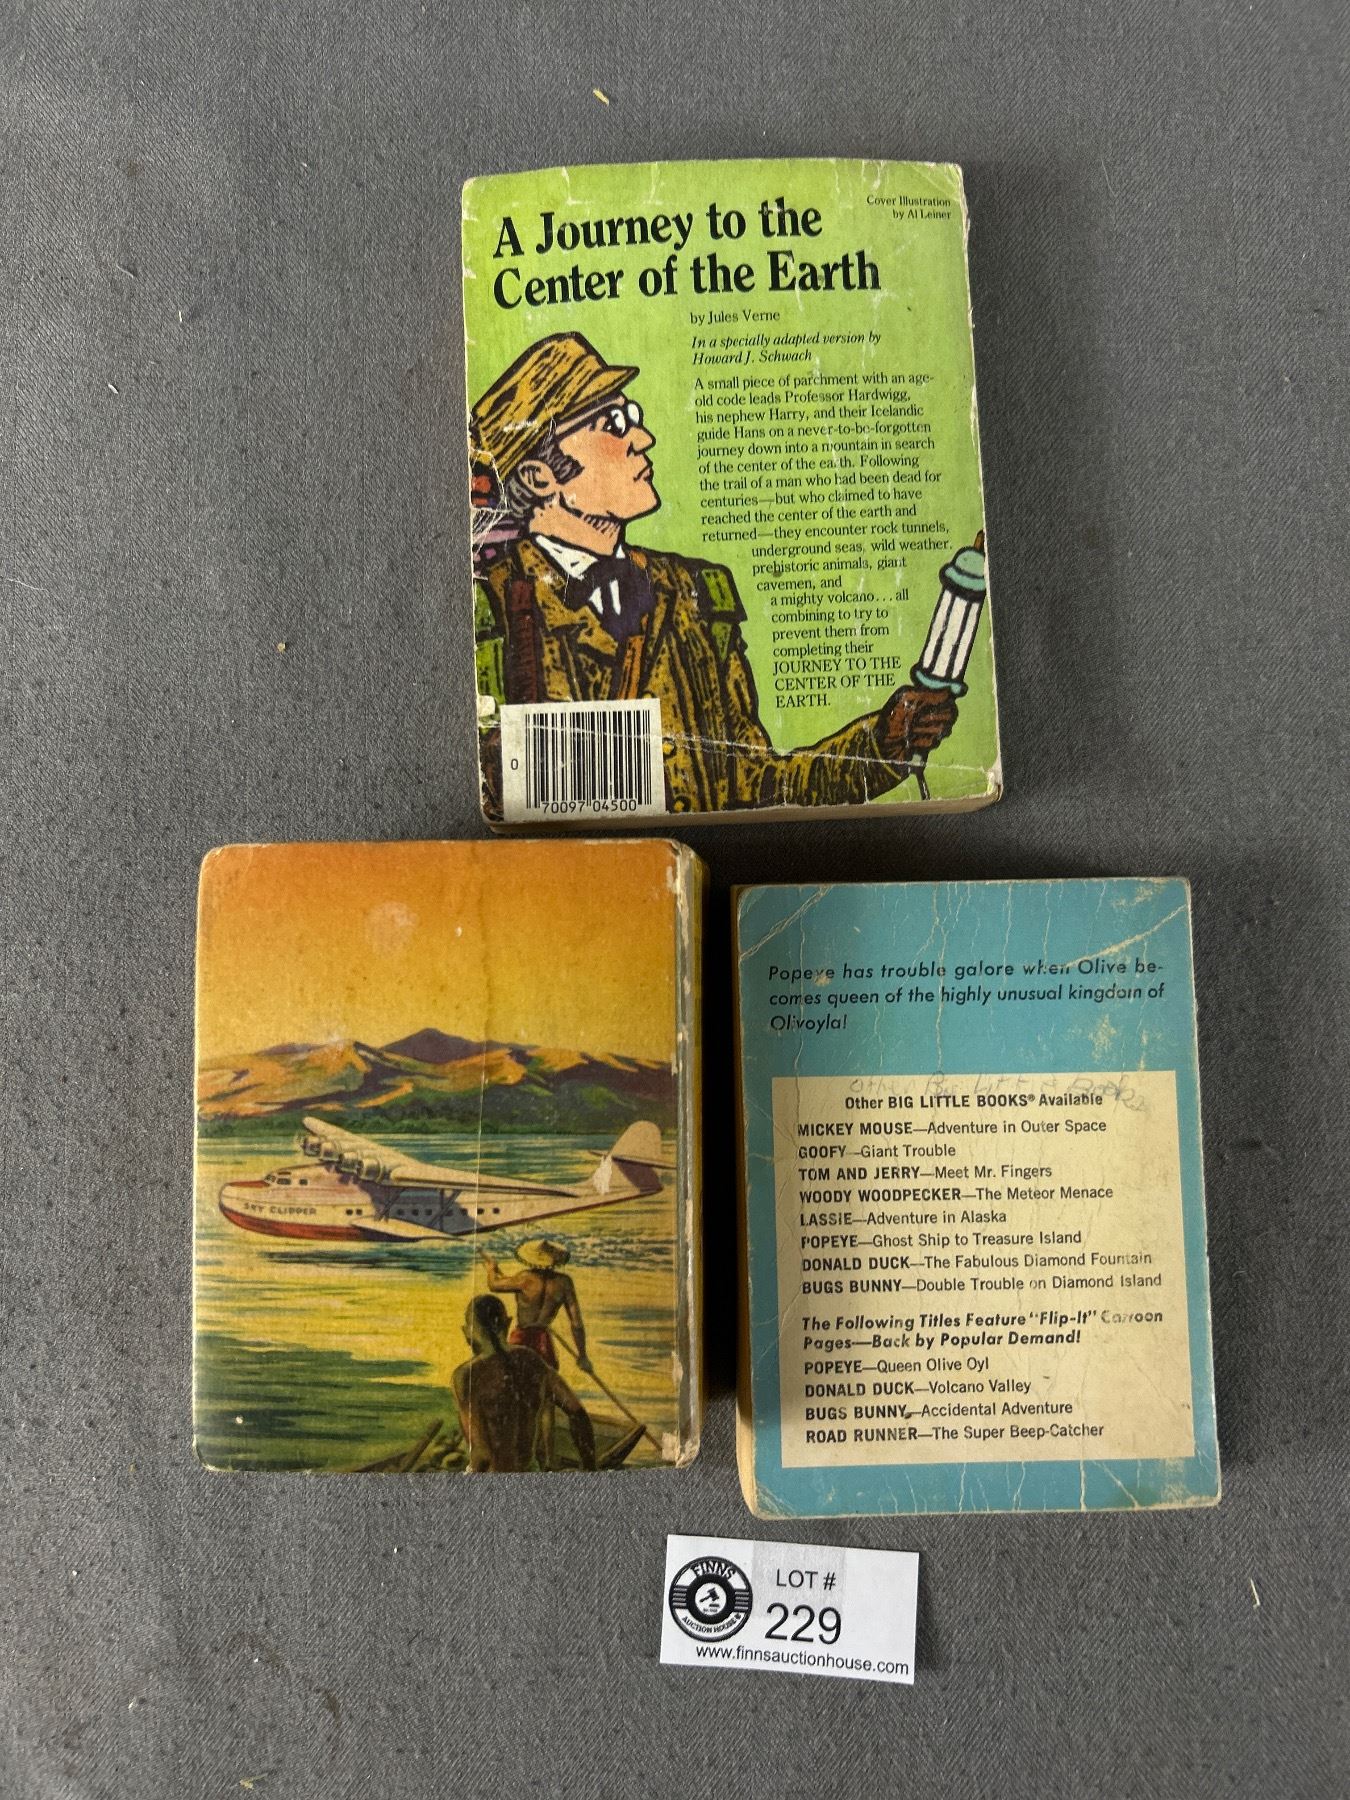 A Journey to the
Center of the Earth
Cover Illustration
by Al Leiner
by Jules Verne
In a specially adapted version by
Howard J. Schwach
A small piece of parchment with an age-
old code leads Professor Hardwigg,
his nephew Harry, and their Icelandic
guide Hans on a never-to-be-forgotten
journey down into a mountain in search
of the center of the earth. Following
the trail of a man who had been dead for
centuries—but who claimed to have
reached the center of the earth and
returned—they encounter rock tunnels,
underground seas, wild weather,
prehistoric animals, giant
cavemen, and
a mighty volcano...all
combining to try to
prevent them from
completing their
JOURNEY TO THE
CENTER OF THE
EARTH.
0
70097 04500
SKY CLIPPER
Popeye has trouble galore when Olive be-
comes queen of the highly unusual kingdom of
Olivoyla!
Other Big Little Books
Other BIG LITTLE BOOKS® Available
MICKEY MOUSE—Adventure in Outer Space
GOOFY—Giant Trouble
TOM AND JERRY—Meet Mr. Fingers
WOODY WOODPECKER—The Meteor Menace
LASSIE—Adventure in Alaska
POPEYE—Ghost Ship to Treasure Island
DONALD DUCK—The Fabulous Diamond Fountain
BUGS BUNNY—Double Trouble on Diamond Island
The Following Titles Feature "Flip-It" Cartoon
Pages—Back by Popular Demand!
POPEYE—Queen Olive Oyl
DONALD DUCK—Volcano Valley
BUGS BUNNY—Accidental Adventure
ROAD RUNNER—The Super Beep-Catcher
FINNS
AUCTION HOUSE
LOT #
229
www.finnsauctionhouse.com